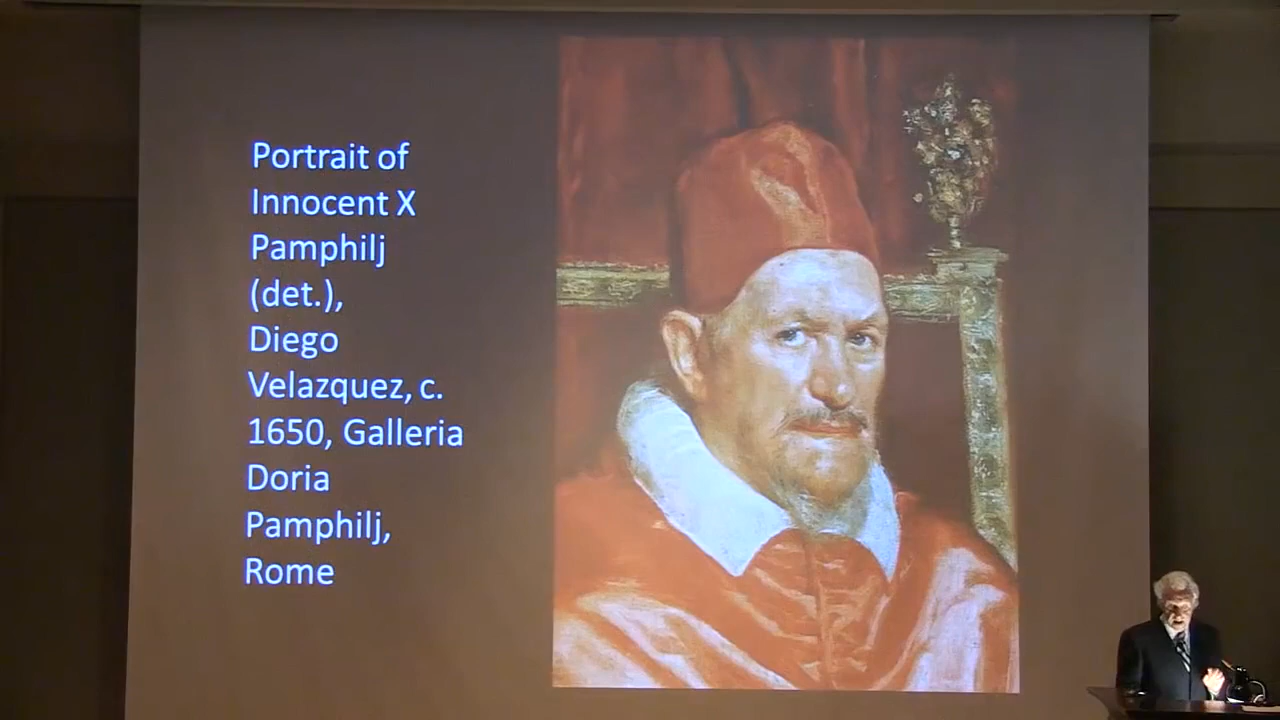 Portrait of
Innocent X
Pamphilj
(det.),
Diego
Velazquez, c.
1650, Galleria
Doria
Pamphilj,
Rome